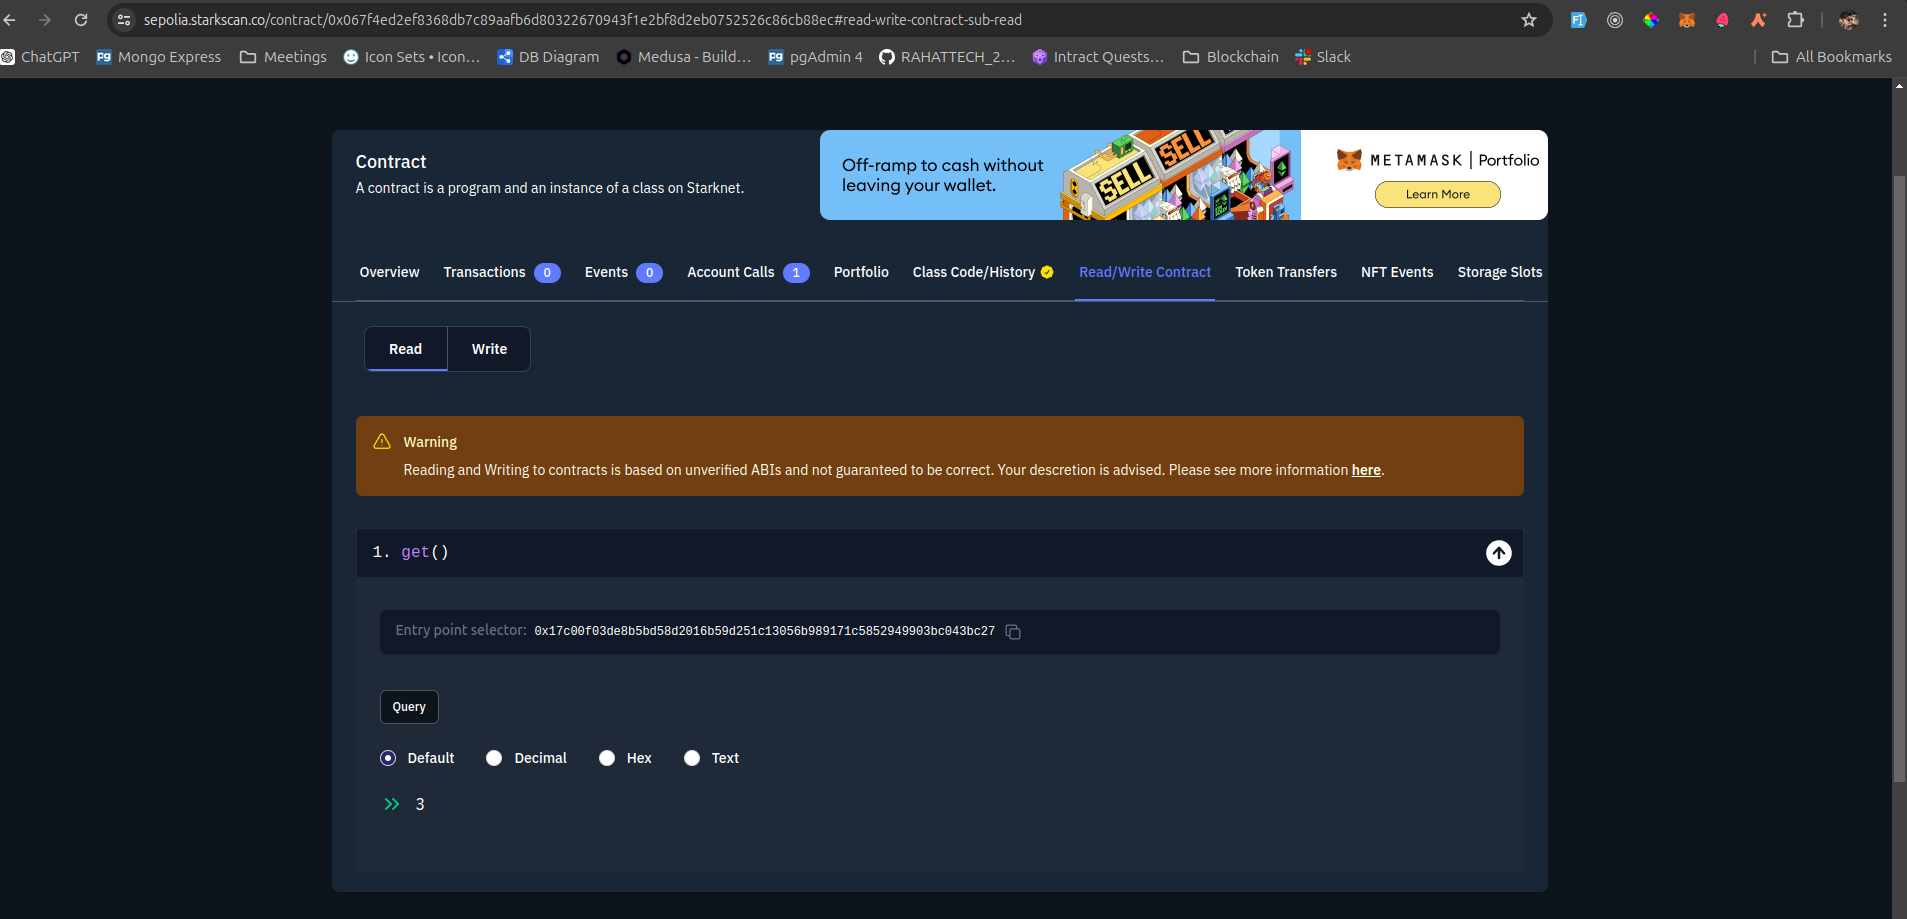 sepolia.starkscan.co/contract/0x067f4ed2ef8368db7c89aafb6d80322670943f1e2bf8d2eb0752526c86cb88ec#read-write-contract-sub-read
ChatGPT Mongo Express Meetings Icon Sets • Icon… DB Diagram Medusa - Build… pgAdmin 4 RAHATTECH_2… Intract Quests… Blockchain Slack All Bookmarks
Contract
A contract is a program and an instance of a class on Starknet.
Off-ramp to cash without
leaving your wallet.
SELL SELL
METAMASK | Portfolio
Learn More
Overview Transactions 0 Events 0 Account Calls 1 Portfolio Class Code/History Read/Write Contract Token Transfers NFT Events Storage Slots
Read Write
Warning
Reading and Writing to contracts is based on unverified ABIs and not guaranteed to be correct. Your descretion is advised. Please see more information here.
1. get()
Entry point selector: 0x17c00f03de8b5bd58d2016b59d251c13056b989171c5852949903bc043bc27
Query
Default Decimal Hex Text
3